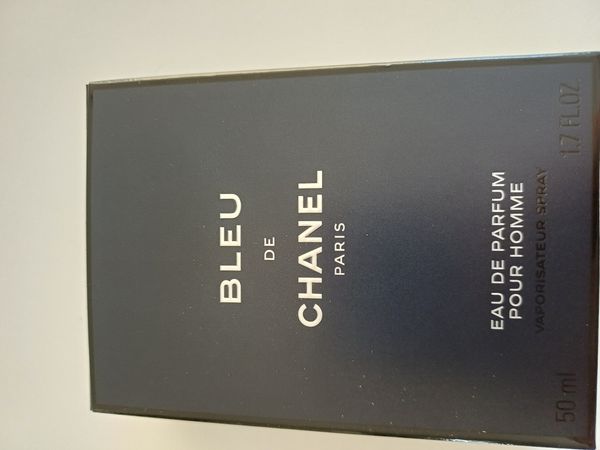 BLEU
DE
CHANEL
PARIS
EAU DE PARFUM
POUR HOMME
VAPORISATEUR SPRAY
50 ml 1.7 FL.OZ.